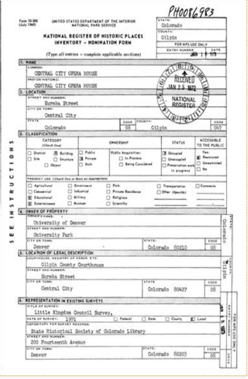 PH0086983
Form 10-300
(July 1969)
UNITED STATES DEPARTMENT OF THE INTERIOR
NATIONAL PARK SERVICE
NATIONAL REGISTER OF HISTORIC PLACES
INVENTORY - NOMINATION FORM
(Type all entries - complete applicable sections)
STATE:
Colorado
COUNTY:
Gilpin
FOR NPS USE ONLY
ENTRY NUMBER DATE
1. NAME
COMMON:
CENTRAL CITY OPERA HOUSE
AND/OR HISTORIC:
CENTRAL CITY OPERA HOUSE
RECEIVED
NATIONAL
REGISTER
2. LOCATION
STREET AND NUMBER:
Eureka Street
CITY OR TOWN:
Central City
STATE CODE COUNTY: CODE
Colorado 08 Gilpin 047
3. CLASSIFICATION
CATEGORY
(Check One)
OWNERSHIP
STATUS
ACCESSIBLE
TO THE PUBLIC
District Building
Site Structure
Object
Public
Private
Both
Public Acquisition:
In Process
Being Considered
Occupied
Unoccupied
Preservation work
in progress
Yes:
Restricted
Unrestricted
No
PRESENT USE (Check One or More as Appropriate)
Agricultural Government Park Transportation Comments
Commercial Industrial Private Residence Other (Specify)
Educational Military Religious
Entertainment Museum Scientific
SEE INSTRUCTIONS
4. OWNER OF PROPERTY
University of Denver
STREET AND NUMBER:
University Park
CITY OR TOWN: STATE: CODE
Denver Colorado 80210 08
5. LOCATION OF LEGAL DESCRIPTION
COURTHOUSE, REGISTRY OF DEEDS, ETC:
Gilpin County Courthouse
STREET AND NUMBER:
Eureka Street
CITY OR TOWN: STATE CODE
Central City Colorado 80427 08
6. REPRESENTATION IN EXISTING SURVEYS
TITLE OF SURVEY:
Little Kingdom Council Survey,
DATE OF SURVEY: 1971 Federal State County Local
DEPOSITORY FOR SURVEY RECORDS:
State Historical Society of Colorado Library
STREET AND NUMBER:
200 Fourteenth Avenue
CITY OR TOWN: STATE: CODE
Denver Colorado 80203 08